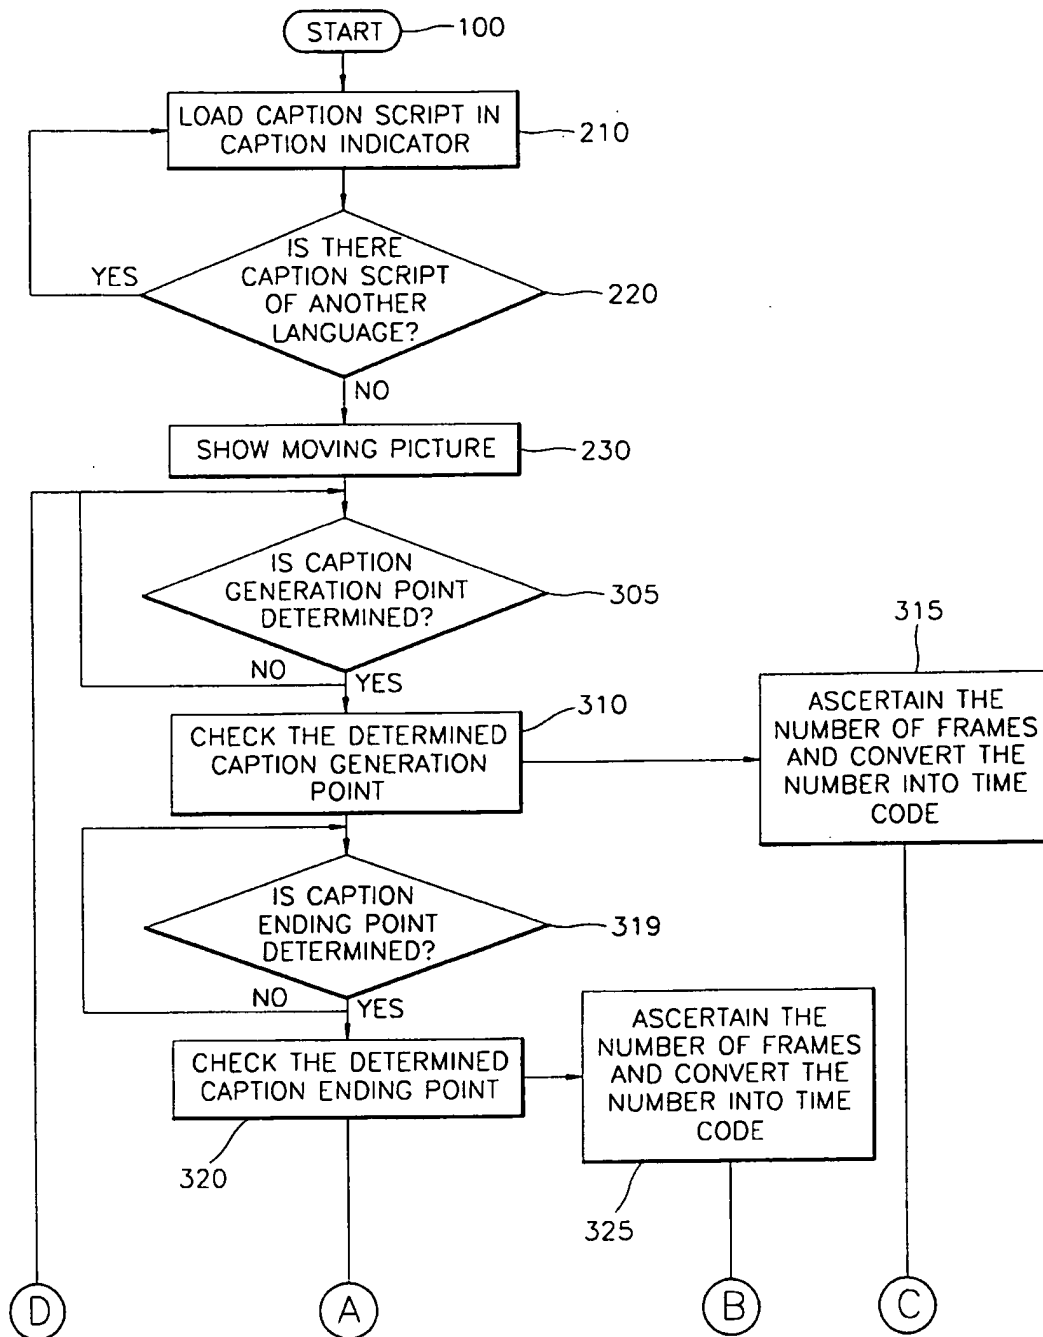 START
100
LOAD CAPTION SCRIPT IN
CAPTION INDICATOR
210
IS THERE
CAPTION SCRIPT
OF ANOTHER
LANGUAGE?
YES
220
NO
SHOW MOVING PICTURE
230
IS CAPTION
GENERATION POINT
DETERMINED?
305
NO
YES
315
310
CHECK THE DETERMINED
CAPTION GENERATION
POINT
ASCERTAIN THE
NUMBER OF FRAMES
AND CONVERT THE
NUMBER INTO TIME
CODE
IS CAPTION
ENDING POINT
DETERMINED?
319
NO
YES
CHECK THE DETERMINED
CAPTION ENDING POINT
320
ASCERTAIN THE
NUMBER OF FRAMES
AND CONVERT THE
NUMBER INTO TIME
CODE
325
D
A
B
C